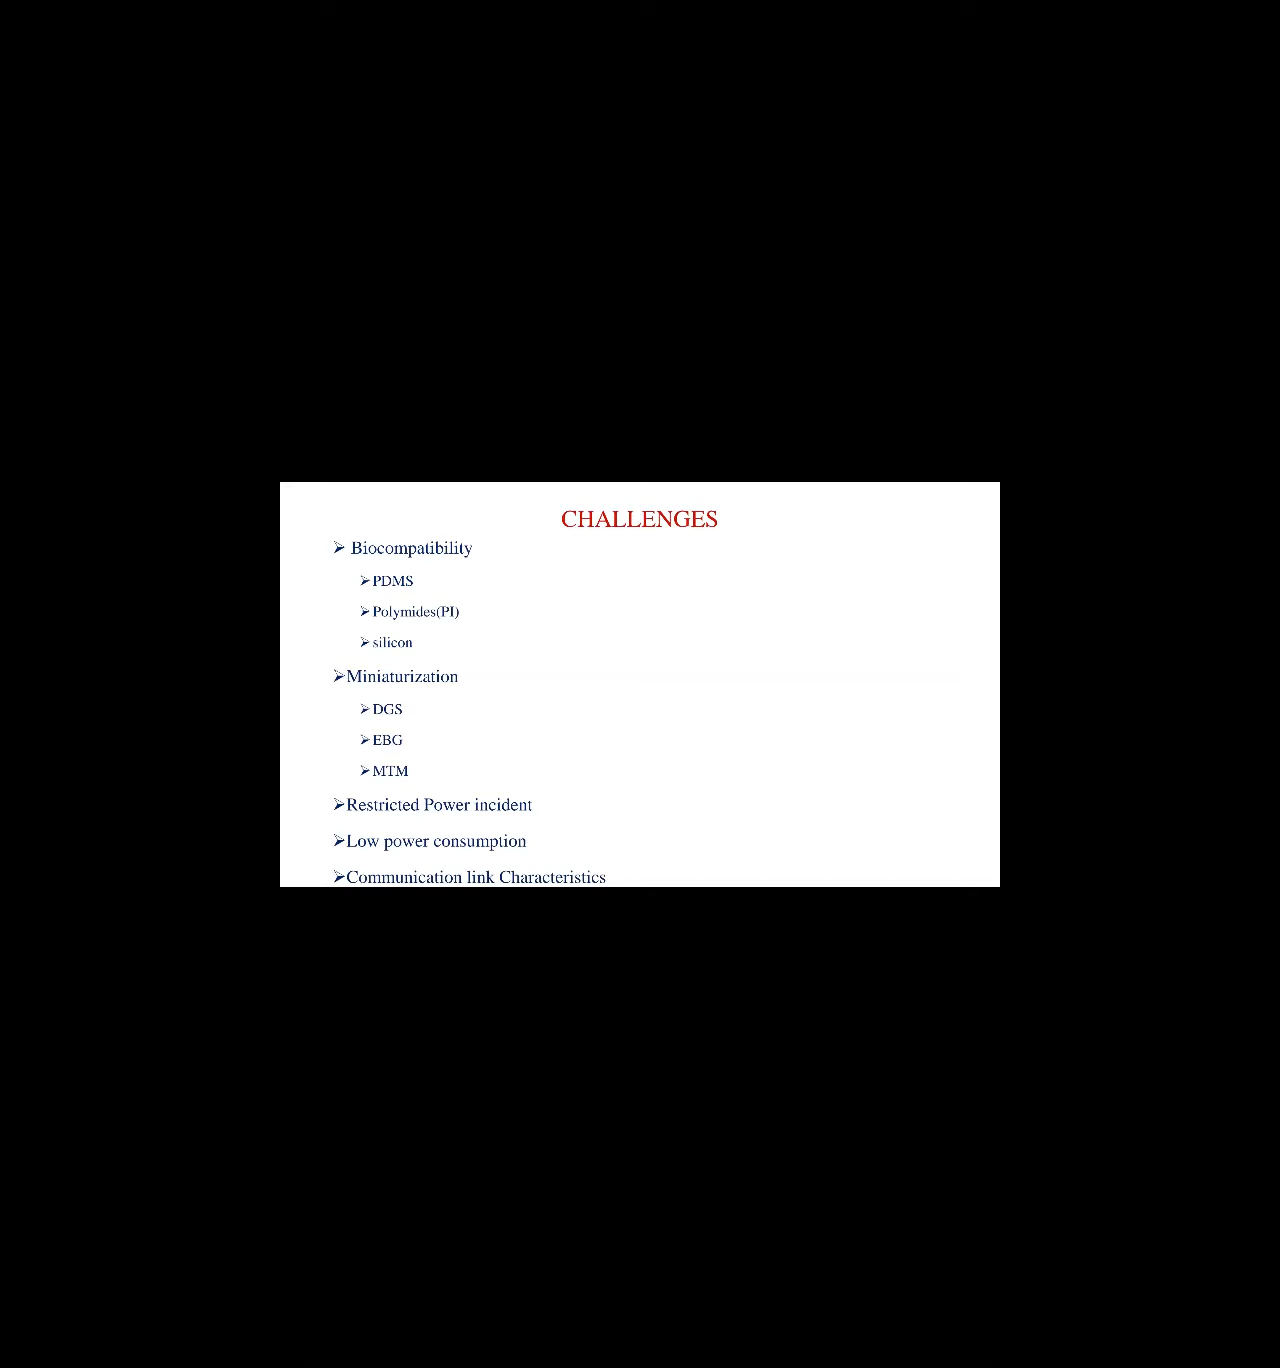 CHALLENGES
➢ Biocompatibility
➢PDMS
➢Polymides(PI)
➢silicon
➢Miniaturization
➢DGS
➢EBG
➢MTM
➢Restricted Power incident
➢Low power consumption
➢Communication link Characteristics